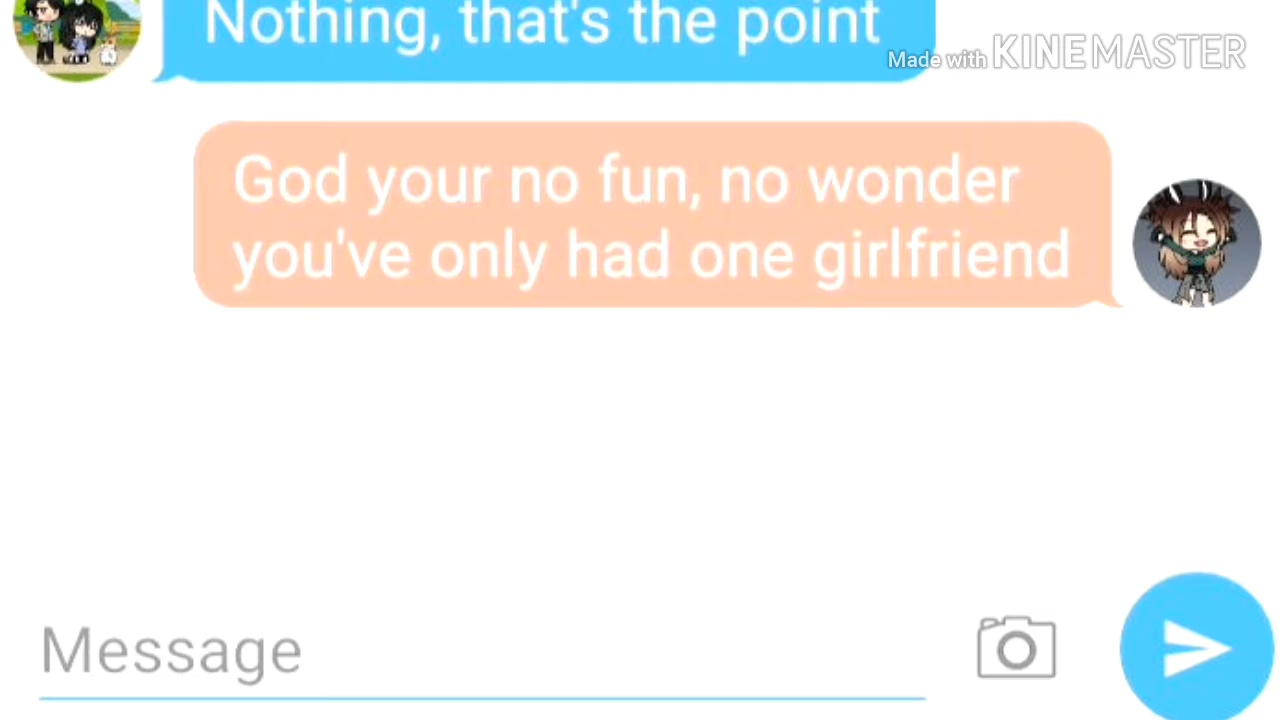 Nothing, that's the point
Made with KINEMASTER
God your no fun, no wonder
you've only had one girlfriend
Message